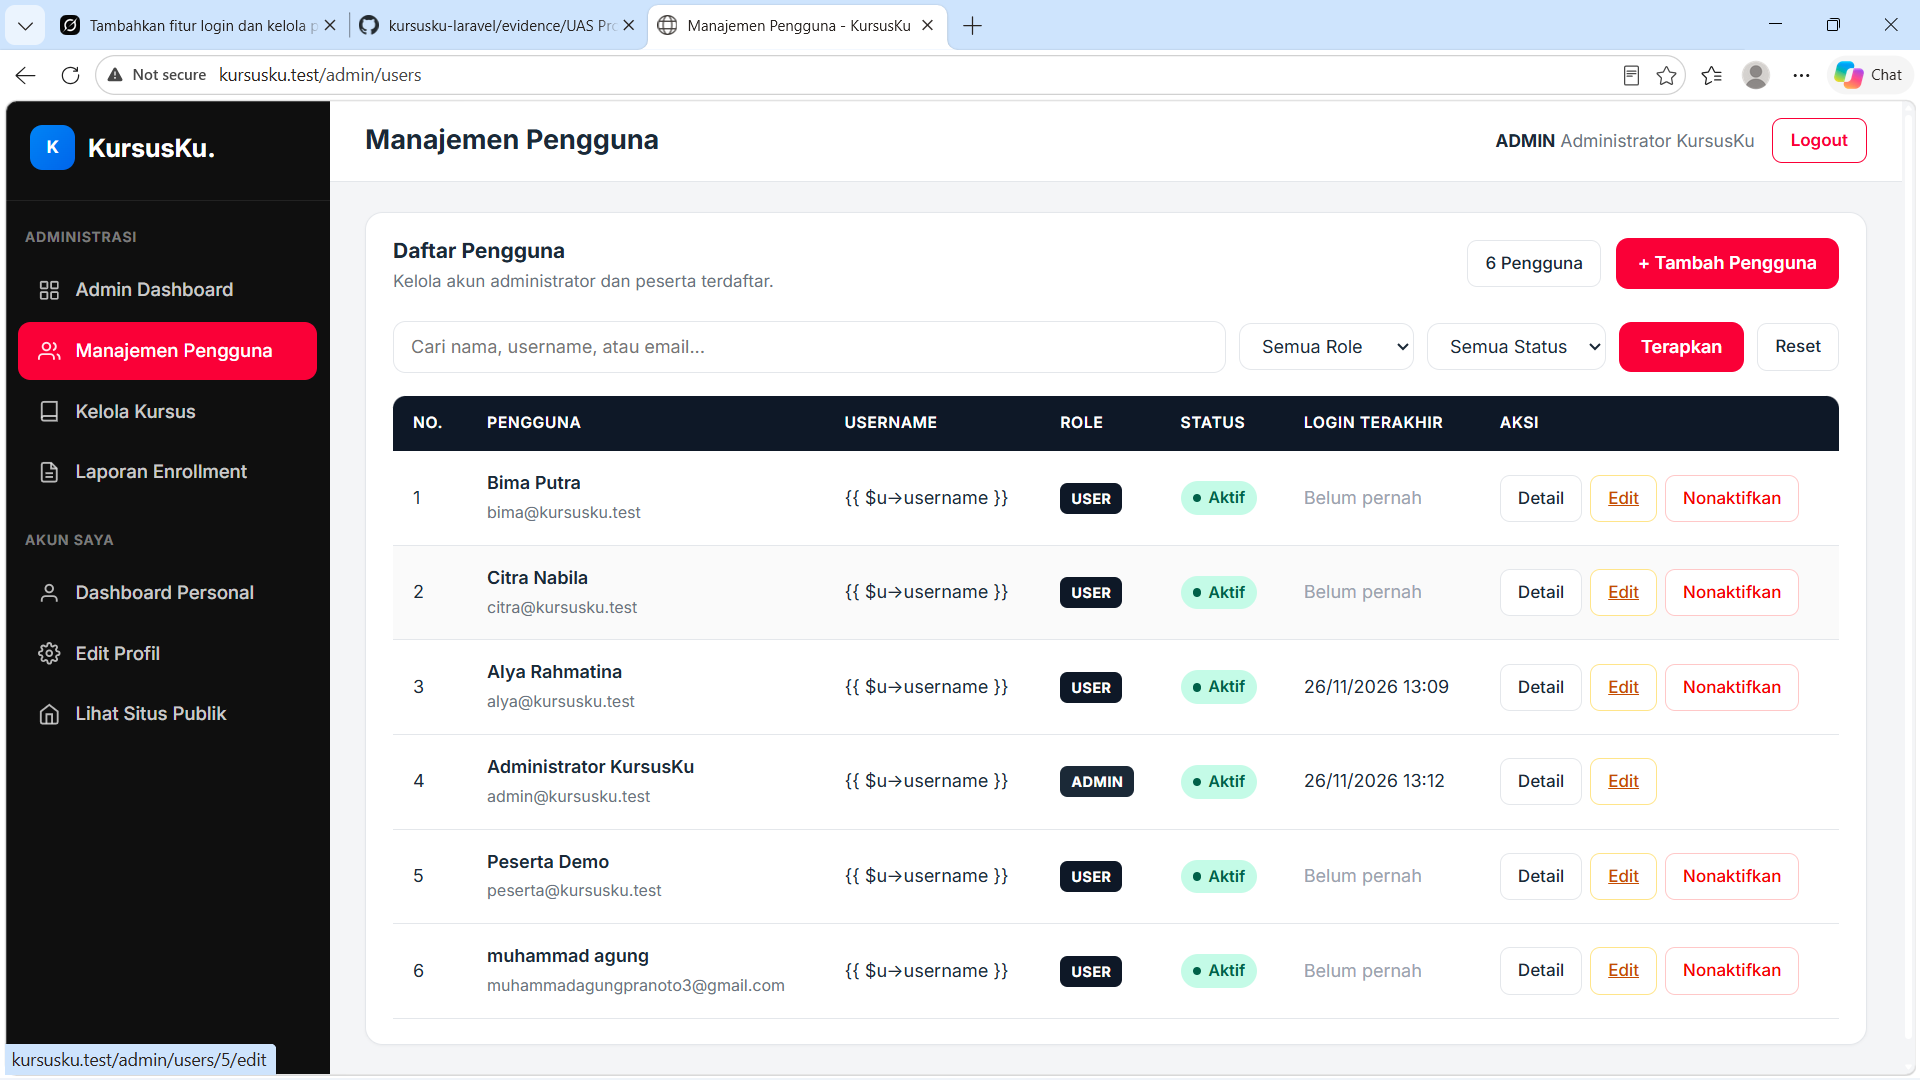 Tambahkan fitur login dan kelola p
kursusku-laravel/evidence/UAS Pro
Manajemen Pengguna - KursusKu
Not secure kursusku.test/admin/users
Chat
K
KursusKu.
Manajemen Pengguna
ADMIN Administrator KursusKu
Logout
ADMINISTRASI
Admin Dashboard
Manajemen Pengguna
Kelola Kursus
Laporan Enrollment
AKUN SAYA
Dashboard Personal
Edit Profil
Lihat Situs Publik
Daftar Pengguna
Kelola akun administrator dan peserta terdaftar.
6 Pengguna
+ Tambah Pengguna
Cari nama, username, atau email...
Semua Role
Semua Status
Terapkan
Reset
NO. PENGGUNA USERNAME ROLE STATUS LOGIN TERAKHIR AKSI
1 Bima Putra {{ $u->username }} USER Aktif Belum pernah Detail Edit Nonaktifkan
bima@kursusku.test
2 Citra Nabila {{ $u->username }} USER Aktif Belum pernah Detail Edit Nonaktifkan
citra@kursusku.test
3 Alya Rahmatina {{ $u->username }} USER Aktif 26/11/2026 13:09 Detail Edit Nonaktifkan
alya@kursusku.test
4 Administrator KursusKu {{ $u->username }} ADMIN Aktif 26/11/2026 13:12 Detail Edit
admin@kursusku.test
5 Peserta Demo {{ $u->username }} USER Aktif Belum pernah Detail Edit Nonaktifkan
peserta@kursusku.test
6 muhammad agung {{ $u->username }} USER Aktif Belum pernah Detail Edit Nonaktifkan
muhammadagungpranoto3@gmail.com
kursusku.test/admin/users/5/edit